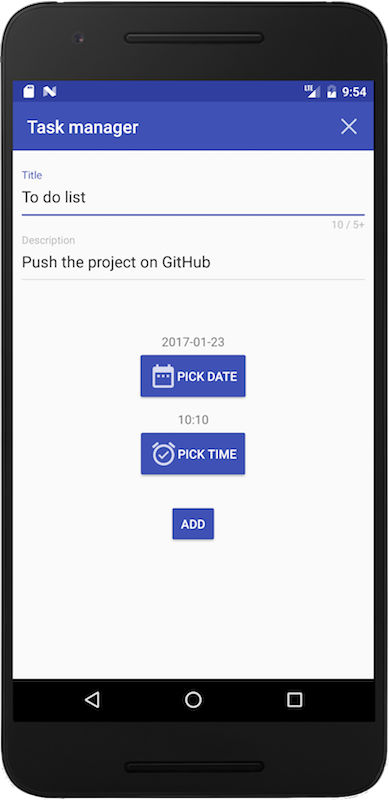 LTE 9:54
Task manager
Title
To do list
10 / 5+
Description
Push the project on GitHub
2017-01-23
PICK DATE
10:10
PICK TIME
ADD